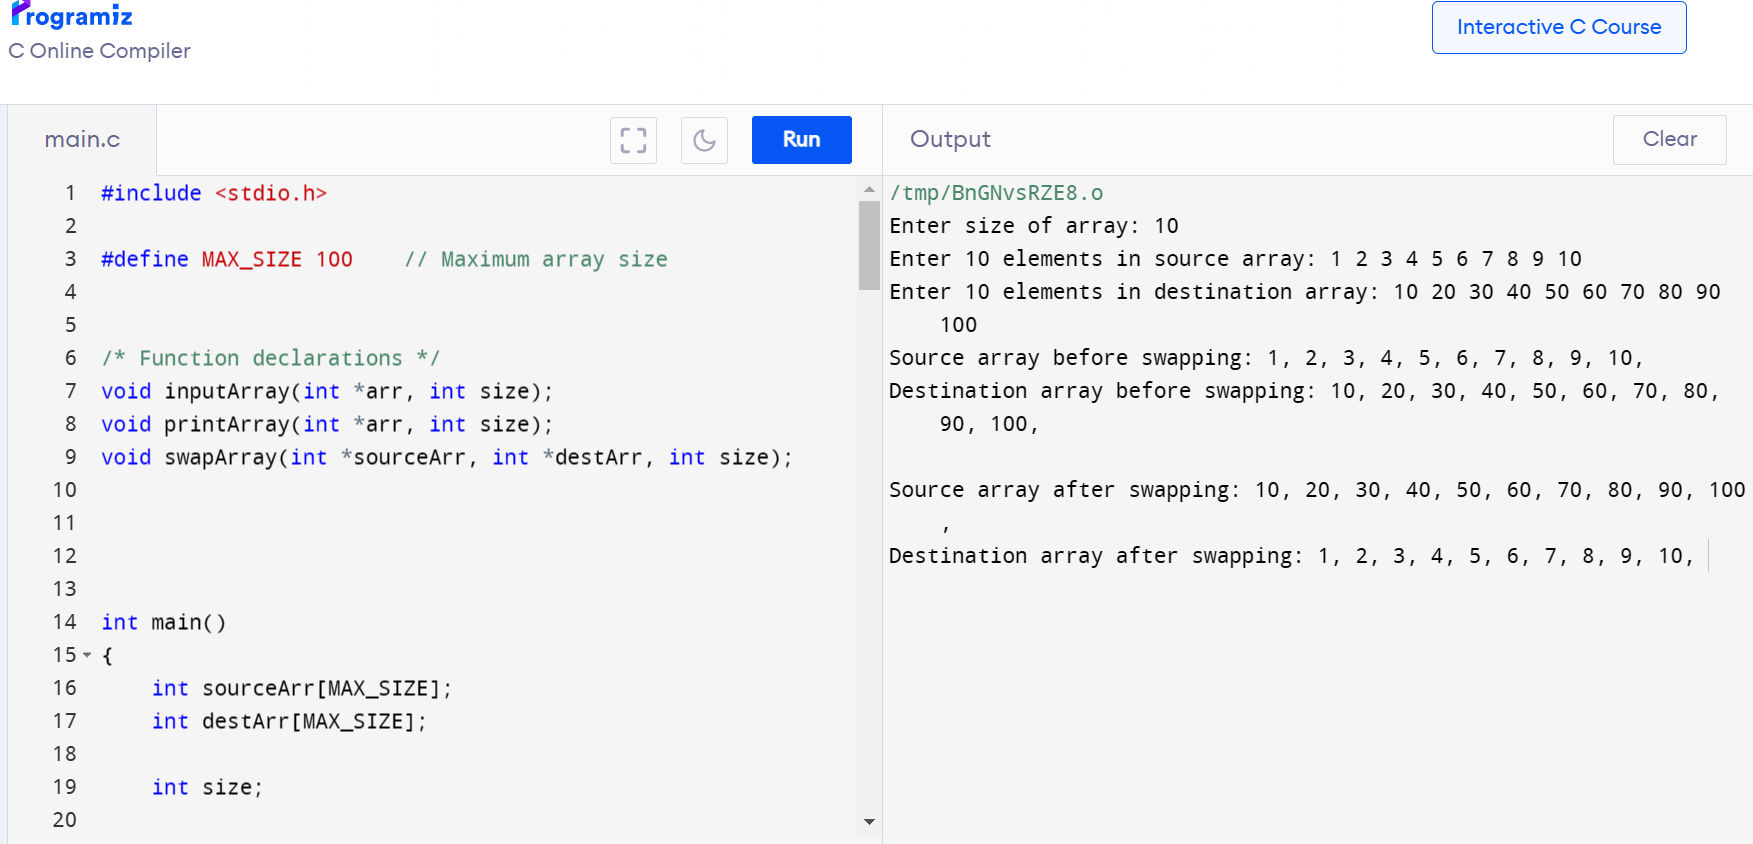 Programiz
C Online Compiler
Interactive C Course
main.c
Run
Output
Clear
1 #include <stdio.h>
2
3 #define MAX_SIZE 100    // Maximum array size
4
5
6 /* Function declarations */
7 void inputArray(int *arr, int size);
8 void printArray(int *arr, int size);
9 void swapArray(int *sourceArr, int *destArr, int size);
10
11
12
13
14 int main()
15 {
16     int sourceArr[MAX_SIZE];
17     int destArr[MAX_SIZE];
18
19     int size;
20
/tmp/BnGNvsRZE8.o
Enter size of array: 10
Enter 10 elements in source array: 1 2 3 4 5 6 7 8 9 10
Enter 10 elements in destination array: 10 20 30 40 50 60 70 80 90
    100
Source array before swapping: 1, 2, 3, 4, 5, 6, 7, 8, 9, 10,
Destination array before swapping: 10, 20, 30, 40, 50, 60, 70, 80,
    90, 100,
Source array after swapping: 10, 20, 30, 40, 50, 60, 70, 80, 90, 100
    ,
Destination array after swapping: 1, 2, 3, 4, 5, 6, 7, 8, 9, 10,